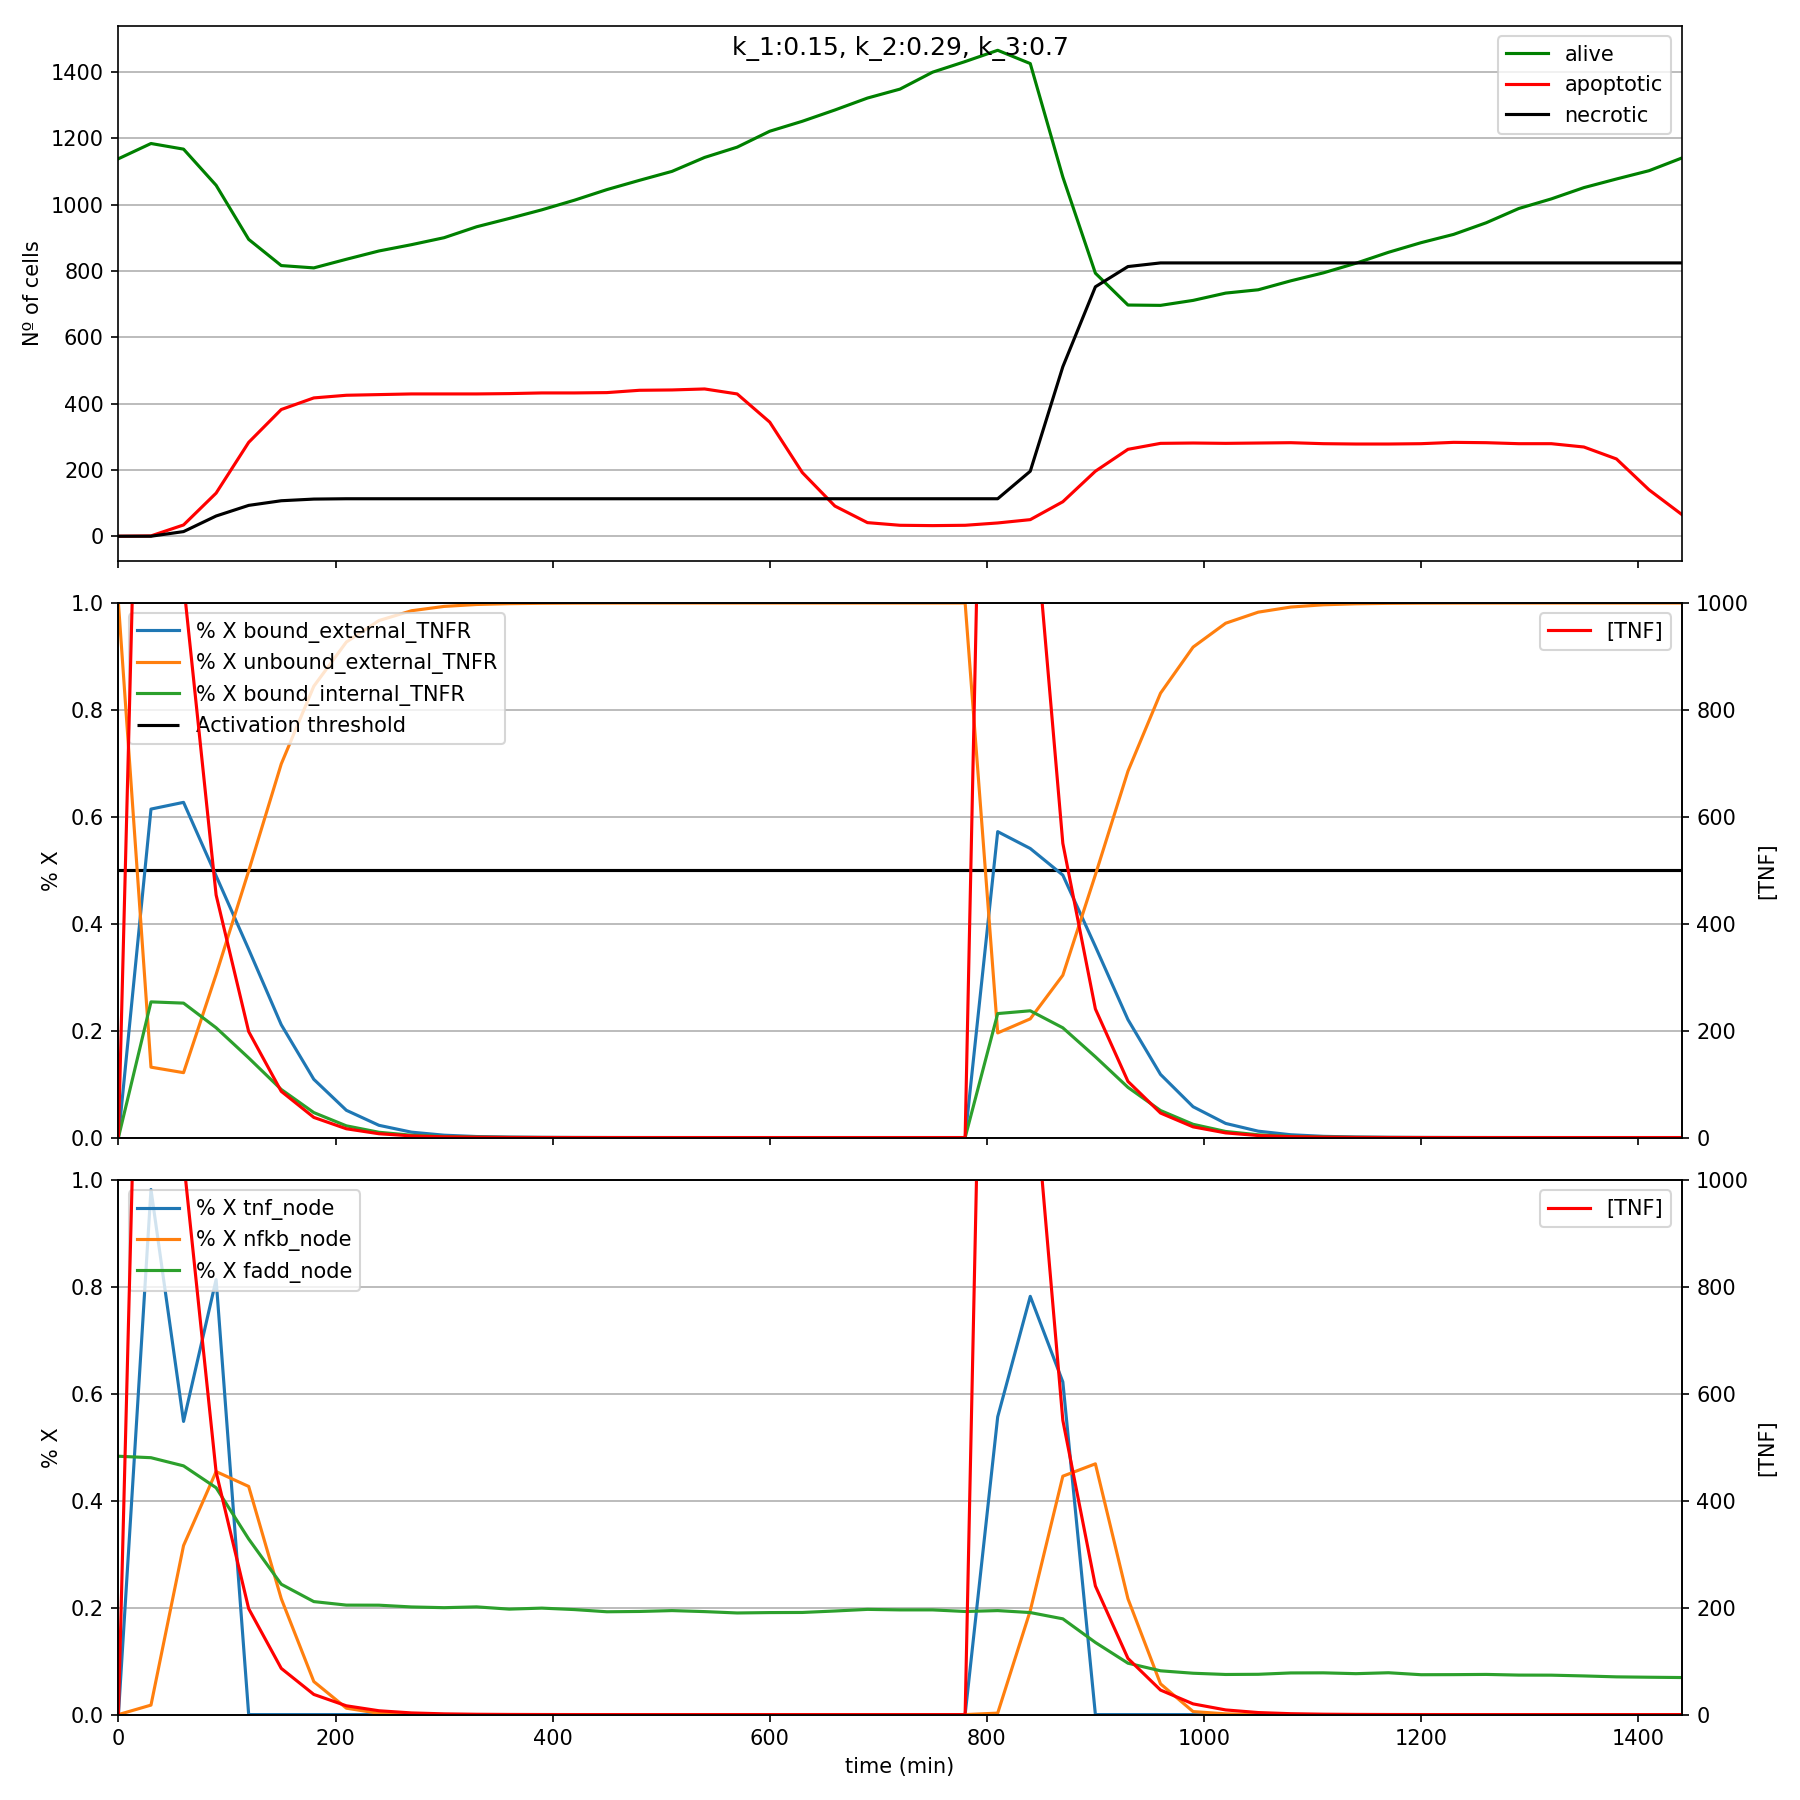 k_1:0.15, k_2:0.29, k_3:0.7
alive
apoptotic
necrotic
1400
1200
1000
800
600
400
200
0
Nº of cells
% X bound_external_TNFR
% X unbound_external_TNFR
% X bound_internal_TNFR
Activation threshold
[TNF]
1.0
0.8
0.6
0.4
0.2
0.0
% X
1000
800
600
400
200
0
[TNF]
% X tnf_node
% X nfkb_node
% X fadd_node
[TNF]
1.0
0.8
0.6
0.4
0.2
0.0
% X
1000
800
600
400
200
0
[TNF]
0 200 400 600 800 1000 1200 1400
time (min)